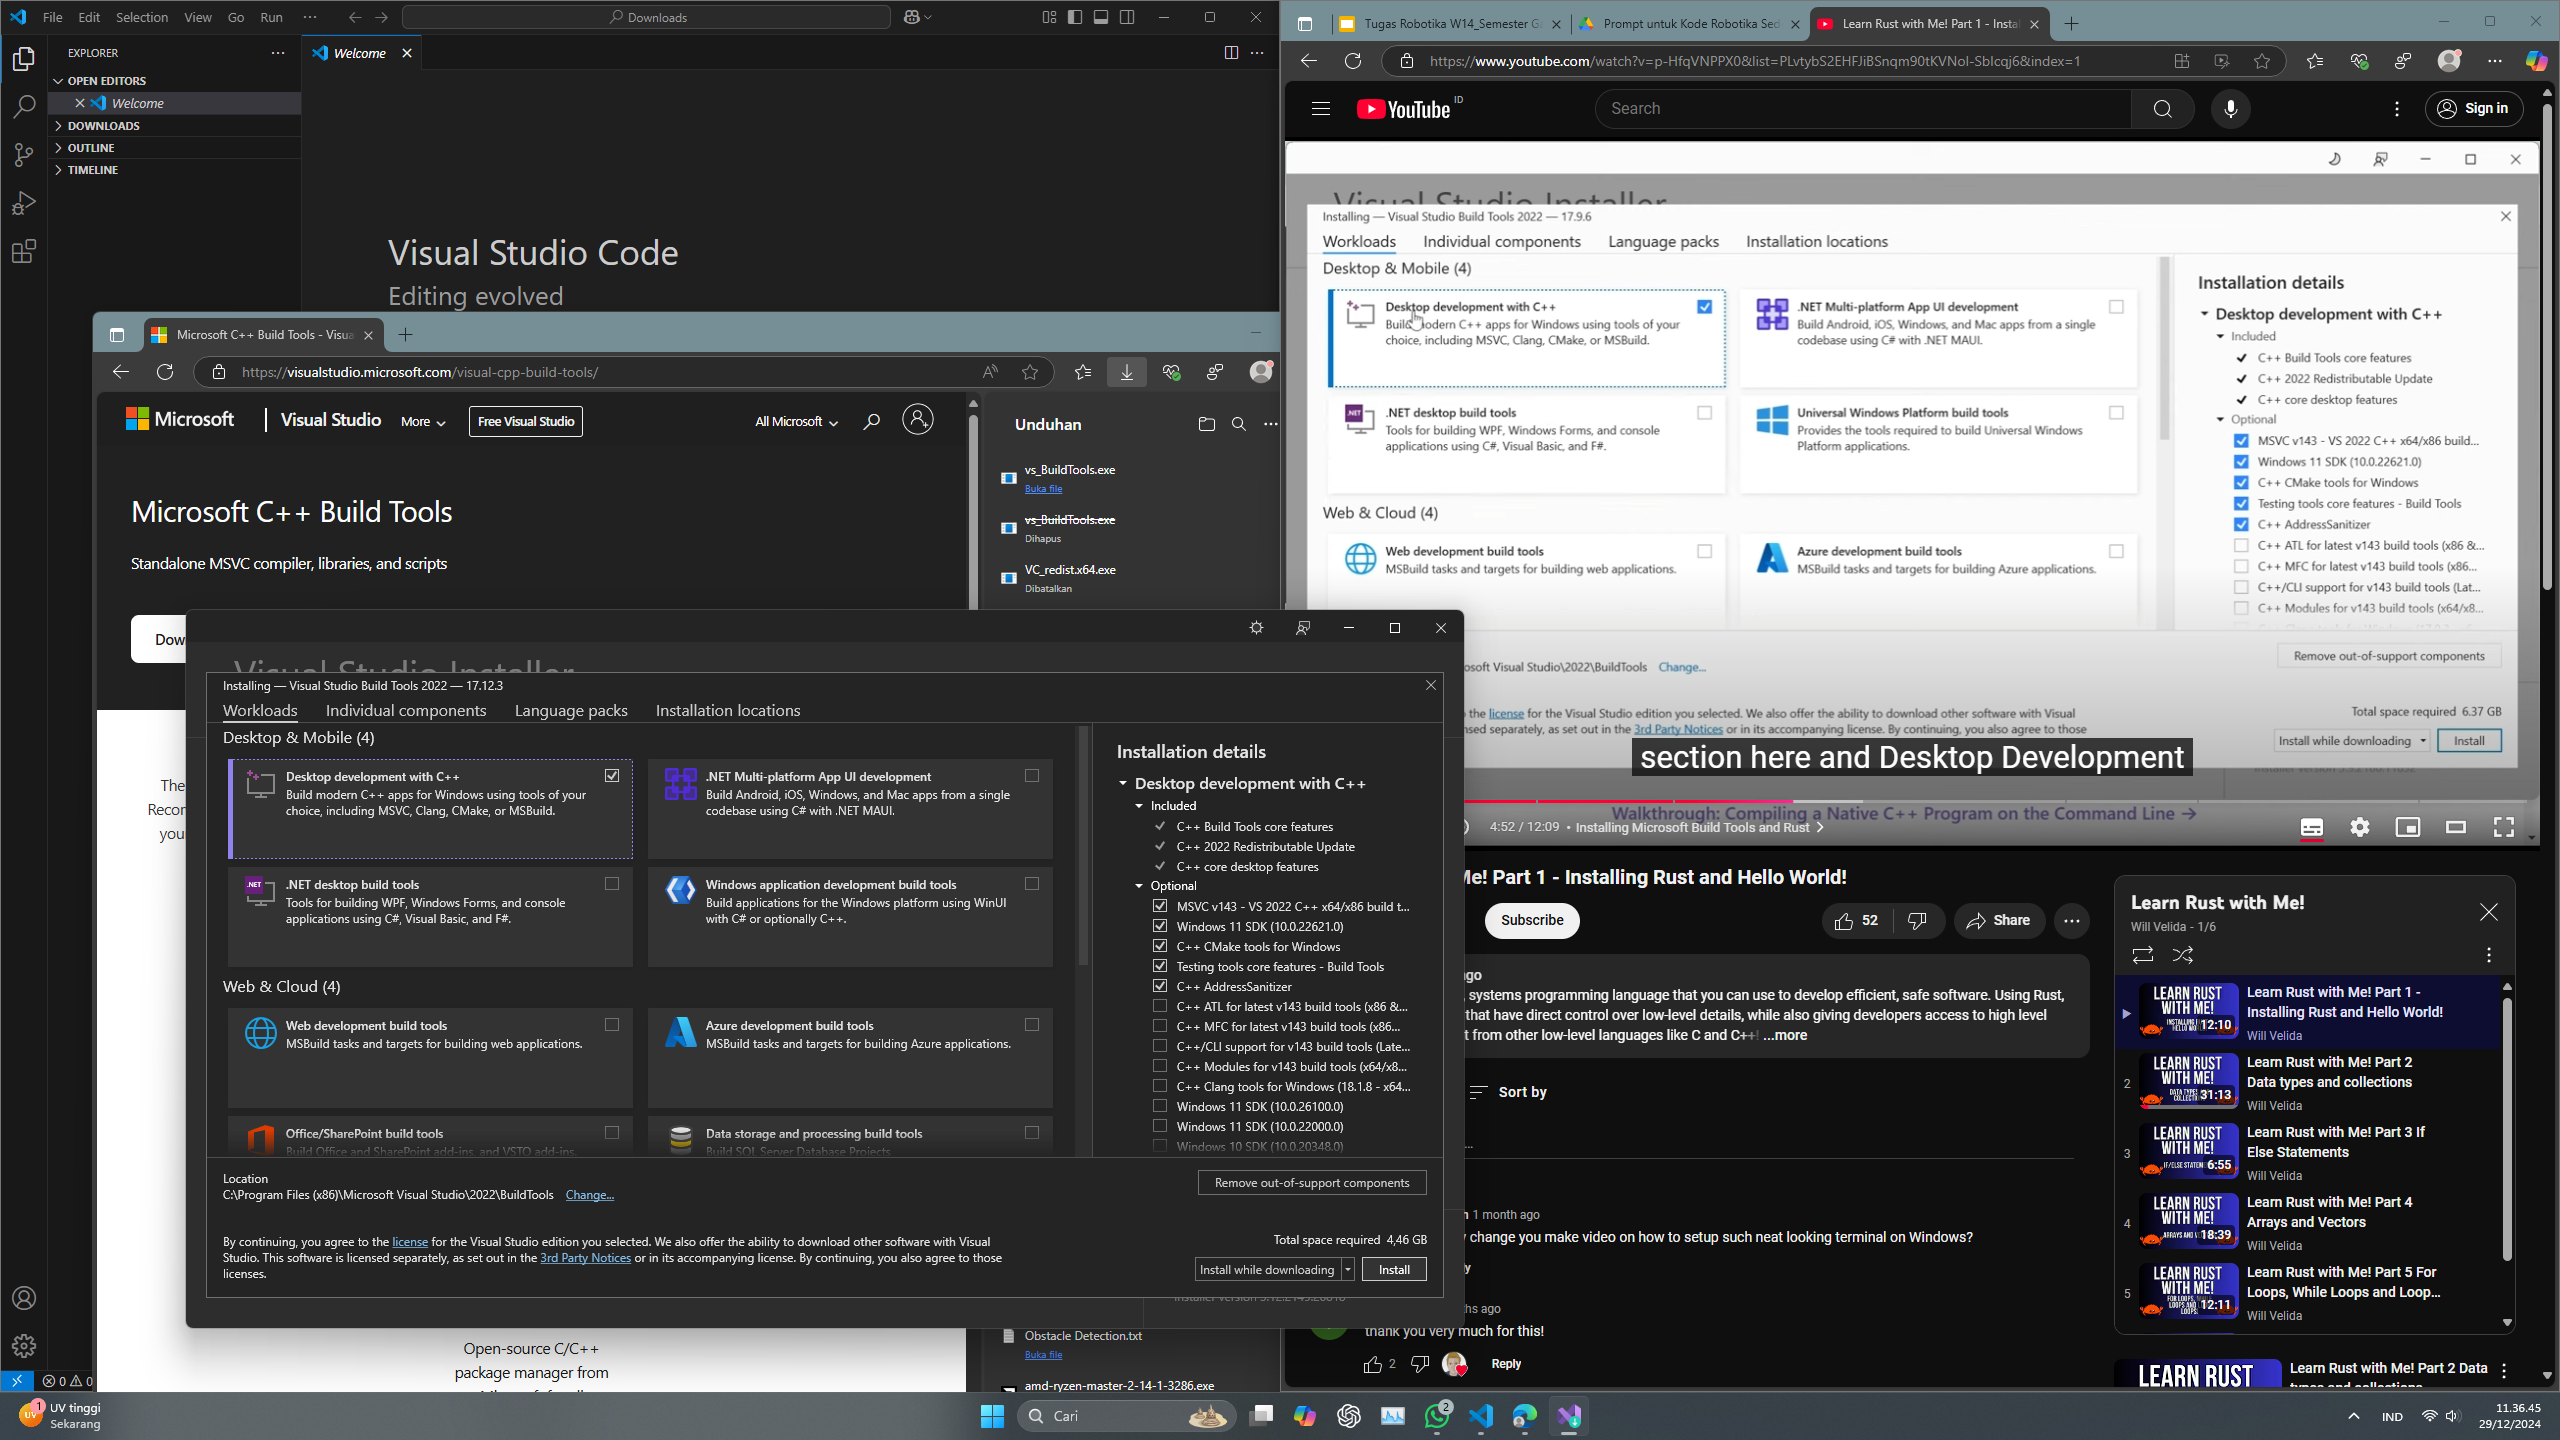 File Edit Selection View Go Run ··· Downloads
EXPLORER
OPEN EDITORS
Welcome
DOWNLOADS
OUTLINE
TIMELINE
Welcome
Visual Studio Code
Editing evolved
0 0
Microsoft C++ Build Tools - Visua
https://visualstudio.microsoft.com/visual-cpp-build-tools/
Microsoft Visual Studio More Free Visual Studio All Microsoft
Microsoft C++ Build Tools
Standalone MSVC compiler, libraries, and scripts
Dow
The
Recor
you
Open-source C/C++
package manager from
Unduhan
vs_BuildTools.exe
Buka file
vs_BuildTools.exe
Dihapus
VC_redist.x64.exe
Dibatalkan
Obstacle Detection.txt
Buka file
amd-ryzen-master-2-14-1-3286.exe
Visual Studio Installer
Installing — Visual Studio Build Tools 2022 — 17.12.3
Workloads Individual components Language packs Installation locations
Desktop & Mobile (4)
Desktop development with C++
Build modern C++ apps for Windows using tools of your
choice, including MSVC, Clang, CMake, or MSBuild.
.NET Multi-platform App UI development
Build Android, iOS, Windows, and Mac apps from a single
codebase using C# with .NET MAUI.
.NET desktop build tools
Tools for building WPF, Windows Forms, and console
applications using C#, Visual Basic, and F#.
Windows application development build tools
Build applications for the Windows platform using WinUI
with C# or optionally C++.
Web & Cloud (4)
Web development build tools
MSBuild tasks and targets for building web applications.
Azure development build tools
MSBuild tasks and targets for building Azure applications.
Office/SharePoint build tools
Build Office and SharePoint add-ins, and VSTO add-ins.
Data storage and processing build tools
Build SQL Server Database Projects
Installation details
Desktop development with C++
Included
C++ Build Tools core features
C++ 2022 Redistributable Update
C++ core desktop features
Optional
MSVC v143 - VS 2022 C++ x64/x86 build t...
Windows 11 SDK (10.0.22621.0)
C++ CMake tools for Windows
Testing tools core features - Build Tools
C++ AddressSanitizer
C++ ATL for latest v143 build tools (x86 &...
C++ MFC for latest v143 build tools (x86...
C++/CLI support for v143 build tools (Late...
C++ Modules for v143 build tools (x64/x8...
C++ Clang tools for Windows (18.1.8 - x64...
Windows 11 SDK (10.0.26100.0)
Windows 11 SDK (10.0.22000.0)
Windows 10 SDK (10.0.20348.0)
Location
C:\Program Files (x86)\Microsoft Visual Studio\2022\BuildTools Change...
Remove out-of-support components
By continuing, you agree to the license for the Visual Studio edition you selected. We also offer the ability to download other software with Visual
Studio. This software is licensed separately, as set out in the 3rd Party Notices or in its accompanying license. By continuing, you also agree to those
licenses.
Total space required 4,46 GB
Install while downloading Install
Tugas Robotika W14_Semester G
Prompt untuk Kode Robotika Sed
Learn Rust with Me! Part 1 - Insta
https://www.youtube.com/watch?v=p-HfqVNPPX0&list=PLvtybS2EHFJiBSnqm90tKVNol-SbIcqj6&index=1
YouTube ID
Search
Sign in
Visual Studio Installer
Installing — Visual Studio Build Tools 2022 — 17.9.6
Workloads Individual components Language packs Installation locations
Desktop & Mobile (4)
Desktop development with C++
Build modern C++ apps for Windows using tools of your
choice, including MSVC, Clang, CMake, or MSBuild.
.NET Multi-platform App UI development
Build Android, iOS, Windows, and Mac apps from a single
codebase using C# with .NET MAUI.
.NET desktop build tools
Tools for building WPF, Windows Forms, and console
applications using C#, Visual Basic, and F#.
Universal Windows Platform build tools
Provides the tools required to build Universal Windows
Platform applications.
Web & Cloud (4)
Web development build tools
MSBuild tasks and targets for building web applications.
Azure development build tools
MSBuild tasks and targets for building Azure applications.
Installation details
Desktop development with C++
Included
C++ Build Tools core features
C++ 2022 Redistributable Update
C++ core desktop features
Optional
MSVC v143 - VS 2022 C++ x64/x86 build...
Windows 11 SDK (10.0.22621.0)
C++ CMake tools for Windows
Testing tools core features - Build Tools
C++ AddressSanitizer
C++ ATL for latest v143 build tools (x86 &...
C++ MFC for latest v143 build tools (x86...
C++/CLI support for v143 build tools (Lat...
C++ Modules for v143 build tools (x64/x8...
osoft Visual Studio\2022\BuildTools Change...
Remove out-of-support components
the license for the Visual Studio edition you selected. We also offer the ability to download other software with Visual
nsed separately, as set out in the 3rd Party Notices or in its accompanying license. By continuing, you also agree to those
Total space required 6.37 GB
Install while downloading Install
section here and Desktop Development
Walkthrough: Compiling a Native C++ Program on the Command Line →
4:52 / 12:09 • Installing Microsoft Build Tools and Rust
Me! Part 1 - Installing Rust and Hello World!
Subscribe 52 Share
ago
, systems programming language that you can use to develop efficient, safe software. Using Rust,
that have direct control over low-level details, while also giving developers access to high level
t from other low-level languages like C and C++! ...more
Sort by
1 month ago
y change you make video on how to setup such neat looking terminal on Windows?
hs ago
thank you very much for this!
2 Reply
Learn Rust with Me!
Will Velida - 1/6
LEARN RUST WITH ME!
12:10
Learn Rust with Me! Part 1 -
Installing Rust and Hello World!
Will Velida
2
LEARN RUST WITH ME!
31:13
Learn Rust with Me! Part 2
Data types and collections
Will Velida
3
LEARN RUST WITH ME!
IF/ELSE STATEMEN
6:55
Learn Rust with Me! Part 3 If
Else Statements
Will Velida
4
LEARN RUST WITH ME!
18:39
Learn Rust with Me! Part 4
Arrays and Vectors
Will Velida
5
LEARN RUST WITH ME!
12:11
Learn Rust with Me! Part 5 For
Loops, While Loops and Loop...
Will Velida
LEARN RUST
Learn Rust with Me! Part 2 Data
types and collections
1
UV tinggi
Sekarang
Cari
2
IND
11.36.45
29/12/2024